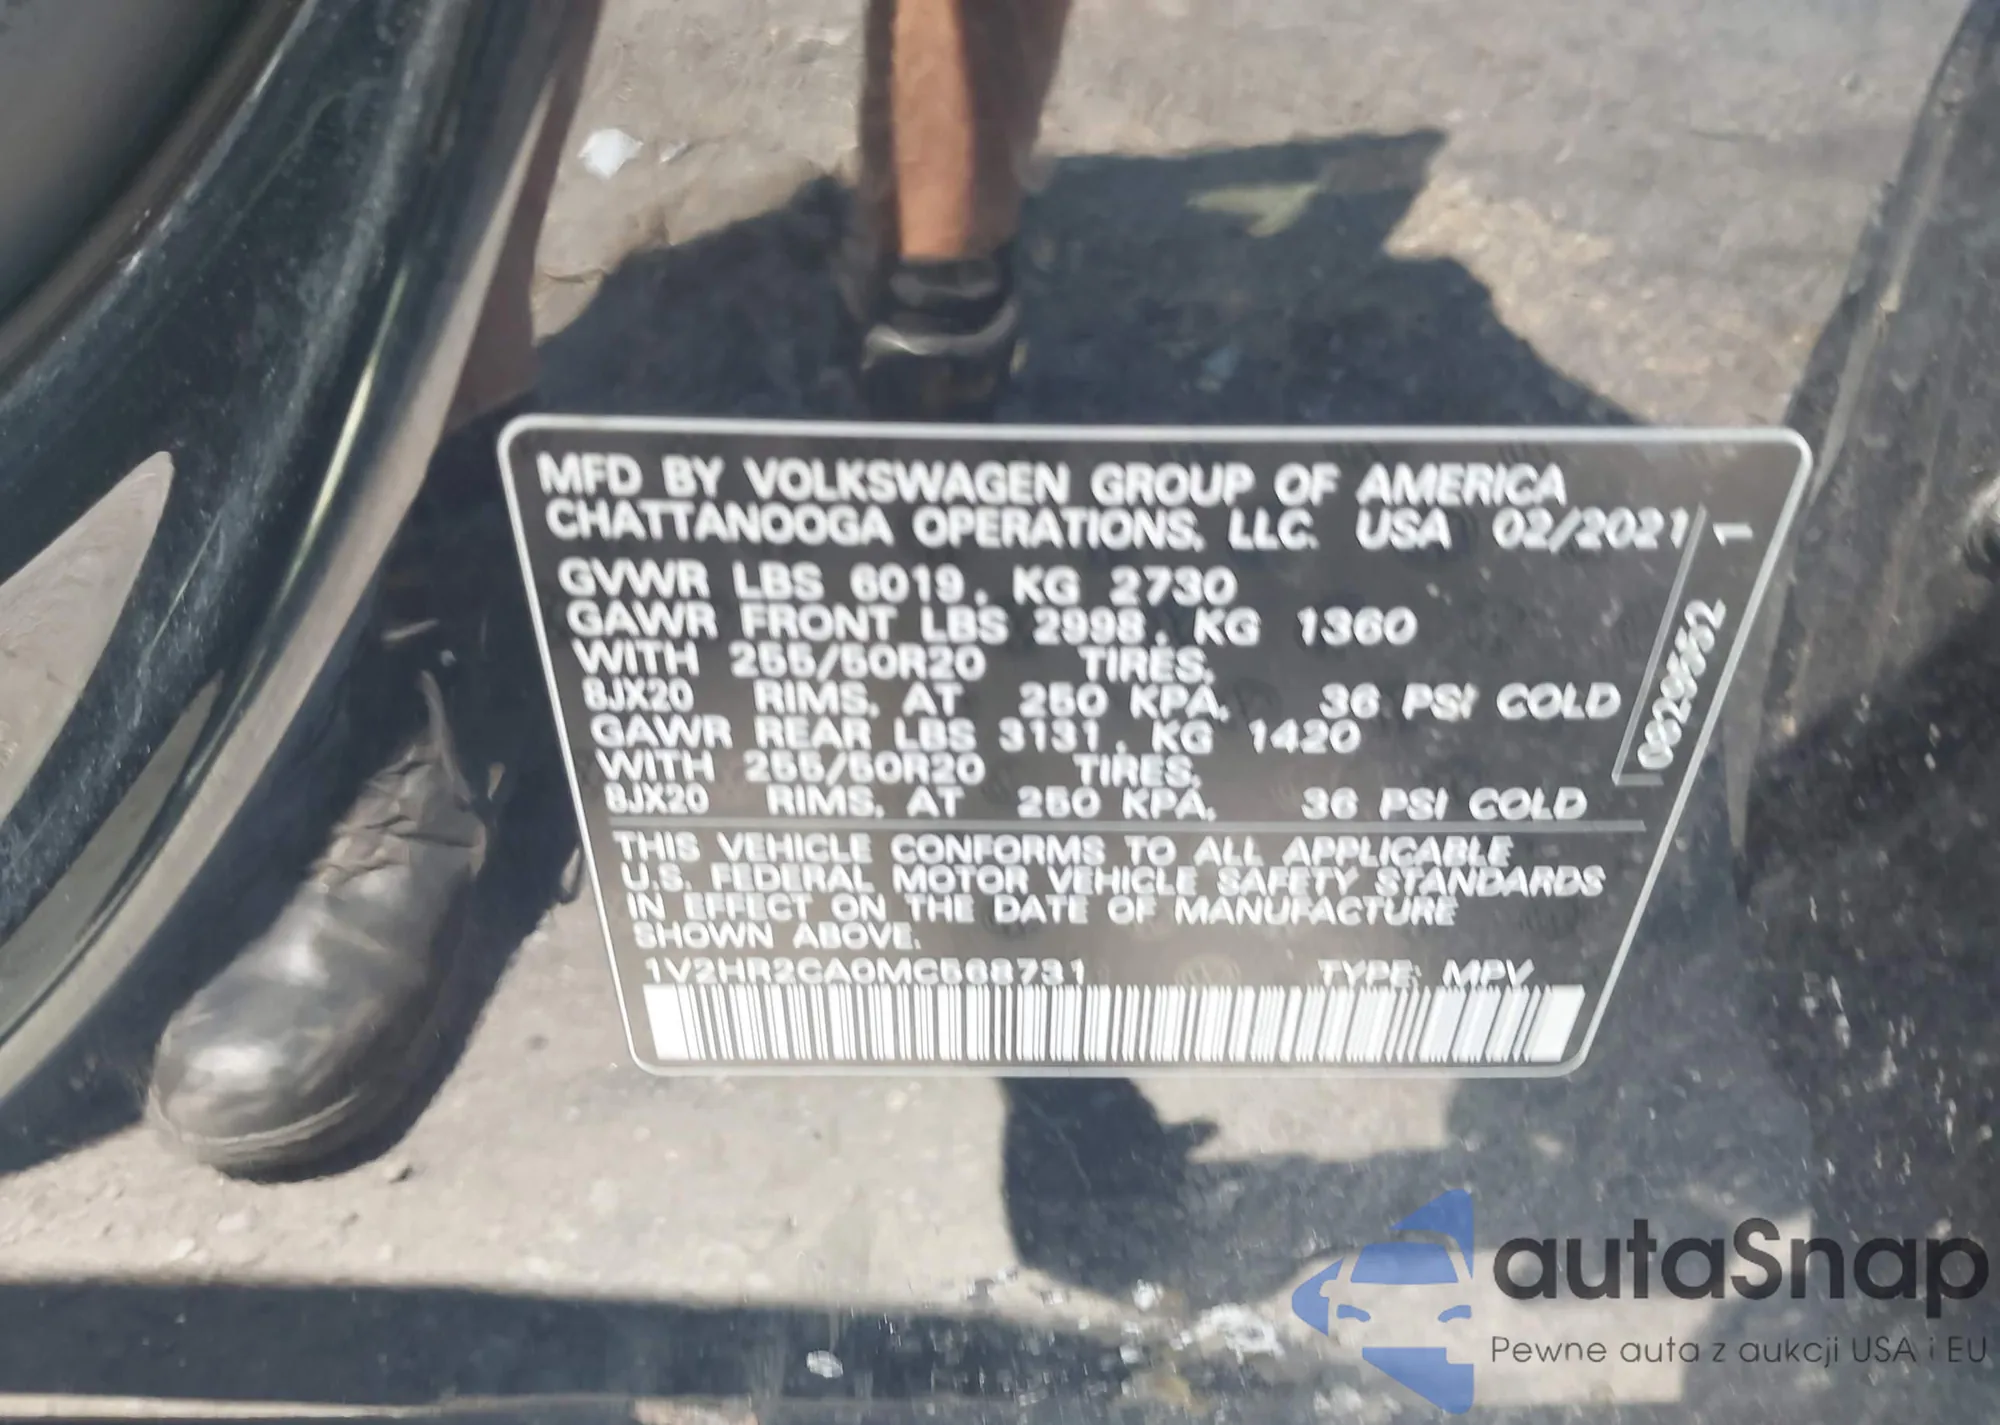 MFD BY VOLKSWAGEN GROUP OF AMERICA
CHATTANOOGA OPERATIONS, LLC. USA 02/2021
GVWR LBS 6019, KG 2730
GAWR FRONT LBS 2998, KG 1360
WITH 255/50R20 TIRES,
8JX20 RIMS, AT 250 KPA, 36 PSI COLD
GAWR REAR LBS 3131, KG 1420
WITH 255/50R20 TIRES,
8JX20 RIMS, AT 250 KPA, 36 PSI COLD
THIS VEHICLE CONFORMS TO ALL APPLICABLE
U.S. FEDERAL MOTOR VEHICLE SAFETY STANDARDS
IN EFFECT ON THE DATE OF MANUFACTURE
SHOWN ABOVE.
1V2HR2CA0MC568731 TYPE: MPV
1
autaSnap
Pewne auta z aukcji USA i EU